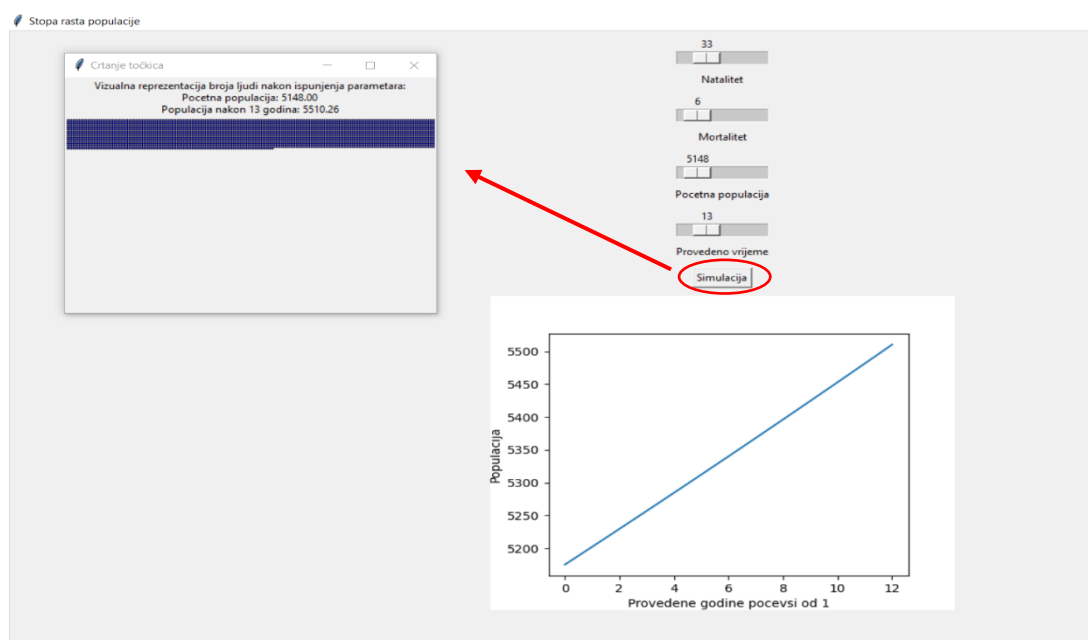 Stopa rasta populacije
Crtanje točkica
Vizualna reprezentacija broja ljudi nakon ispunjenja parametara:
Pocetna populacija: 5148.00
Populacija nakon 13 godina: 5510.26
33
Natalitet
6
Mortalitet
5148
Pocetna populacija
13
Provedeno vrijeme
Simulacija
Populacija
5500
5450
5400
5350
5300
5250
5200
0 2 4 6 8 10 12
Provedene godine pocevsi od 1